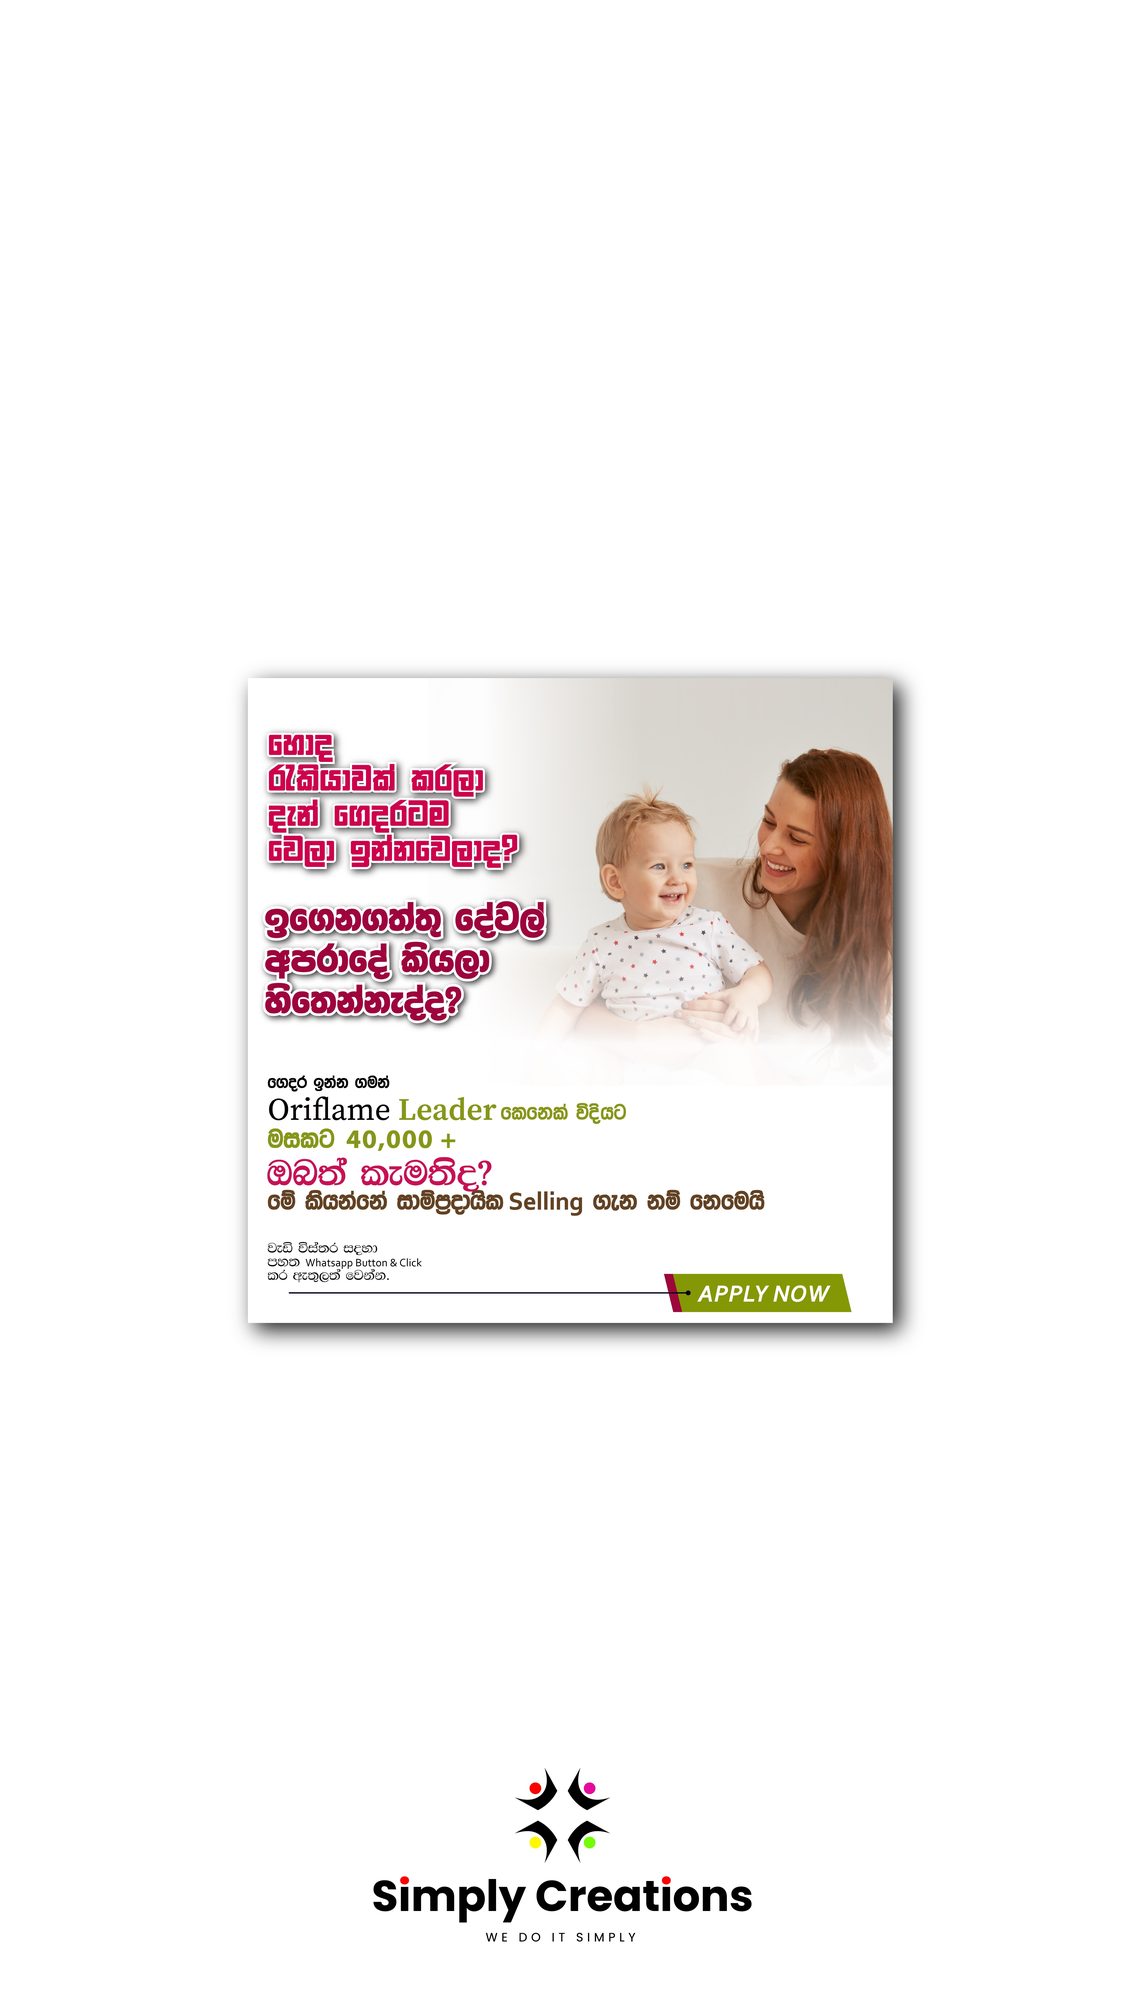 හොද
රැකියාවක් කරලා
දැන් ගෙදරටම
වෙලා ඉන්නවෙලාද?
ඉගෙනගත්තු දේවල්
අපරාදේ කියලා
හිතෙන්නැද්ද?
ගෙදර ඉන්න ගමන්
Oriflame Leader කෙනෙක් විදියට
මසකට 40,000 +
ඔබත් කැමතිද?
මේ කියන්නේ සාම්ප්‍රදායික Selling ගැන නම් නෙමෙයි
වැඩි විස්තර සදහා
පහත Whatsapp Button & Click
කර ඇතුලත් වෙන්න.
APPLY NOW
Simply Creations
WE DO IT SIMPLY